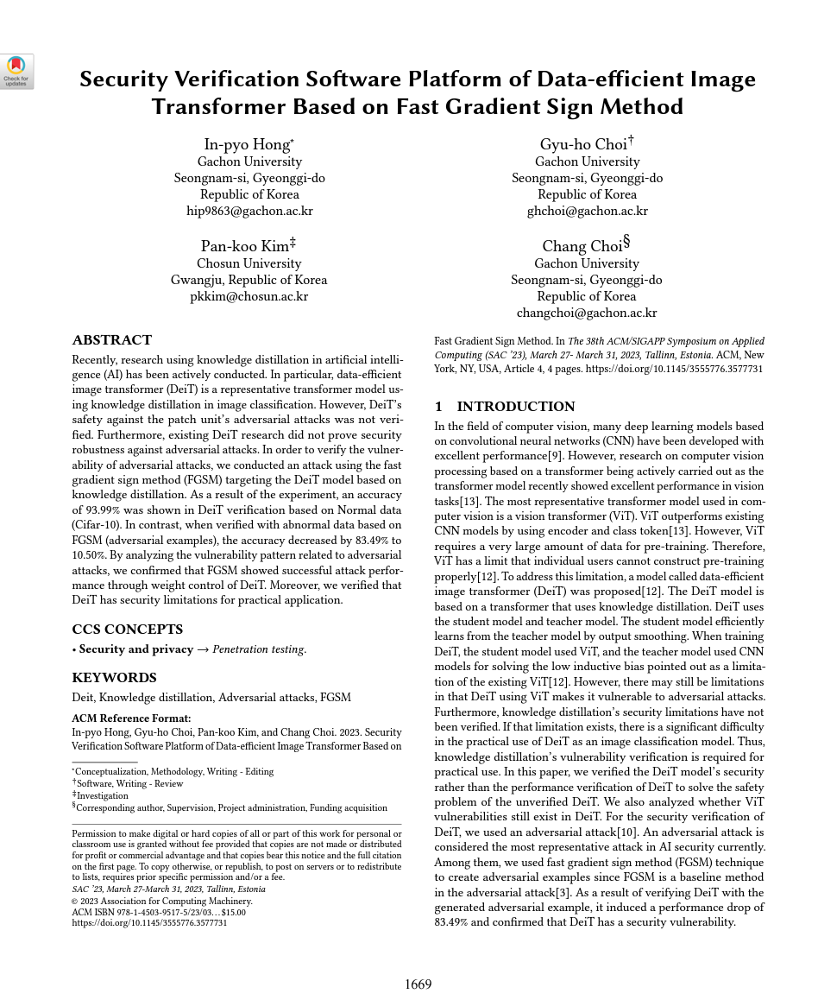 Check for
updates
Security Verification Software Platform of Data-efficient Image
Transformer Based on Fast Gradient Sign Method
In-pyo Hong*
Gachon University
Seongnam-si, Gyeonggi-do
Republic of Korea
hip9863@gachon.ac.kr
Gyu-ho Choi†
Gachon University
Seongnam-si, Gyeonggi-do
Republic of Korea
ghchoi@gachon.ac.kr
Pan-koo Kim‡
Chosun University
Gwangju, Republic of Korea
pkkim@chosun.ac.kr
Chang Choi§
Gachon University
Seongnam-si, Gyeonggi-do
Republic of Korea
changchoi@gachon.ac.kr
ABSTRACT
Recently, research using knowledge distillation in artificial intelli-
gence (AI) has been actively conducted. In particular, data-efficient
image transformer (DeiT) is a representative transformer model us-
ing knowledge distillation in image classification. However, DeiT's
safety against the patch unit's adversarial attacks was not veri-
fied. Furthermore, existing DeiT research did not prove security
robustness against adversarial attacks. In order to verify the vulner-
ability of adversarial attacks, we conducted an attack using the fast
gradient sign method (FGSM) targeting the DeiT model based on
knowledge distillation. As a result of the experiment, an accuracy
of 93.99% was shown in DeiT verification based on Normal data
(Cifar-10). In contrast, when verified with abnormal data based on
FGSM (adversarial examples), the accuracy decreased by 83.49% to
10.50%. By analyzing the vulnerability pattern related to adversarial
attacks, we confirmed that FGSM showed successful attack perfor-
mance through weight control of DeiT. Moreover, we verified that
DeiT has security limitations for practical application.
CCS CONCEPTS
• Security and privacy → Penetration testing.
KEYWORDS
Deit, Knowledge distillation, Adversarial attacks, FGSM
ACM Reference Format:
In-pyo Hong, Gyu-ho Choi, Pan-koo Kim, and Chang Choi. 2023. Security
Verification Software Platform of Data-efficient Image Transformer Based on
*Conceptualization, Methodology, Writing - Editing
†Software, Writing - Review
‡Investigation
§Corresponding author, Supervision, Project administration, Funding acquisition
Permission to make digital or hard copies of all or part of this work for personal or
classroom use is granted without fee provided that copies are not made or distributed
for profit or commercial advantage and that copies bear this notice and the full citation
on the first page. To copy otherwise, or republish, to post on servers or to redistribute
to lists, requires prior specific permission and/or a fee.
SAC '23, March 27-March 31, 2023, Tallinn, Estonia
© 2023 Association for Computing Machinery.
ACM ISBN 978-1-4503-9517-5/23/03...$15.00
https://doi.org/10.1145/3555776.3577731
Fast Gradient Sign Method. In The 38th ACM/SIGAPP Symposium on Applied
Computing (SAC '23), March 27- March 31, 2023, Tallinn, Estonia. ACM, New
York, NY, USA, Article 4, 4 pages. https://doi.org/10.1145/3555776.3577731
1 INTRODUCTION
In the field of computer vision, many deep learning models based
on convolutional neural networks (CNN) have been developed with
excellent performance[9]. However, research on computer vision
processing based on a transformer being actively carried out as the
transformer model recently showed excellent performance in vision
tasks[13]. The most representative transformer model used in com-
puter vision is a vision transformer (ViT). ViT outperforms existing
CNN models by using encoder and class token[13]. However, ViT
requires a very large amount of data for pre-training. Therefore,
ViT has a limit that individual users cannot construct pre-training
properly[12]. To address this limitation, a model called data-efficient
image transformer (DeiT) was proposed[12]. The DeiT model is
based on a transformer that uses knowledge distillation. DeiT uses
the student model and teacher model. The student model efficiently
learns from the teacher model by output smoothing. When training
DeiT, the student model used ViT, and the teacher model used CNN
models for solving the low inductive bias pointed out as a limita-
tion of the existing ViT[12]. However, there may still be limitations
in that DeiT using ViT makes it vulnerable to adversarial attacks.
Furthermore, knowledge distillation's security limitations have not
been verified. If that limitation exists, there is a significant difficulty
in the practical use of DeiT as an image classification model. Thus,
knowledge distillation's vulnerability verification is required for
practical use. In this paper, we verified the DeiT model's security
rather than the performance verification of DeiT to solve the safety
problem of the unverified DeiT. We also analyzed whether ViT
vulnerabilities still exist in DeiT. For the security verification of
DeiT, we used an adversarial attack[10]. An adversarial attack is
considered the most representative attack in AI security currently.
Among them, we used fast gradient sign method (FGSM) technique
to create adversarial examples since FGSM is a baseline method
in the adversarial attack[3]. As a result of verifying DeiT with the
generated adversarial example, it induced a performance drop of
83.49% and confirmed that DeiT has a security vulnerability.
1669